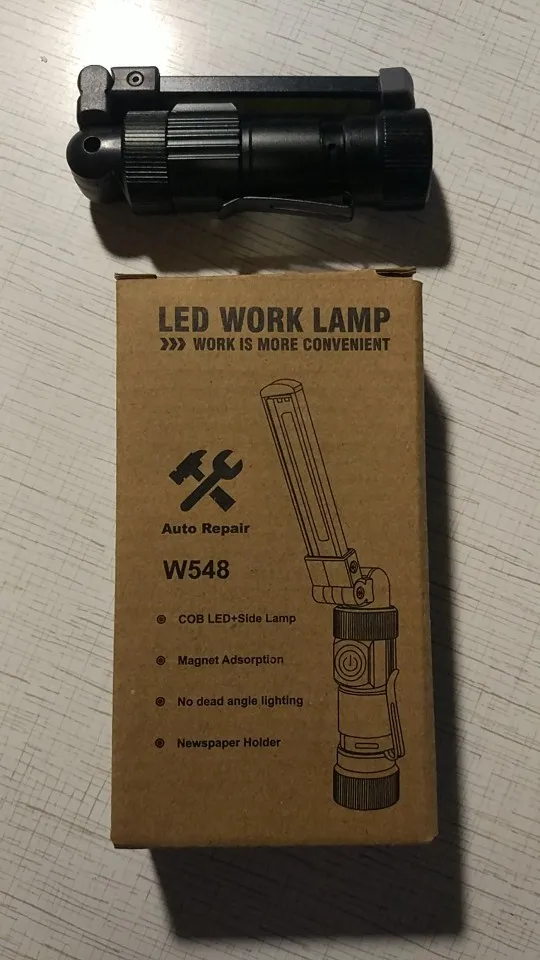 LED WORK LAMP
>>> WORK IS MORE CONVENIENT
Auto Repair
W548
COB LED+Side Lamp
Magnet Adsorption
No dead angle lighting
Newspaper Holder